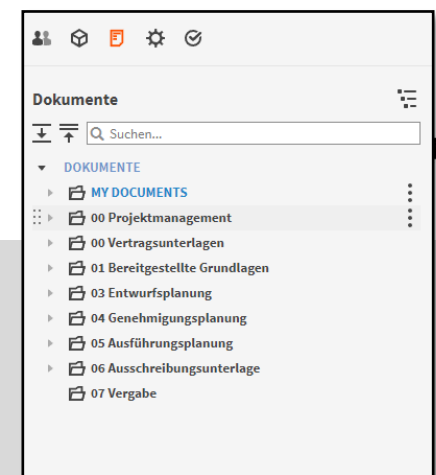 Dokumente
Suchen...
DOKUMENTE
MY DOCUMENTS
00 Projektmanagement
00 Vertragsunterlagen
01 Bereitgestellte Grundlagen
03 Entwurfsplanung
04 Genehmigungsplanung
05 Ausführungsplanung
06 Ausschreibungsunterlage
07 Vergabe